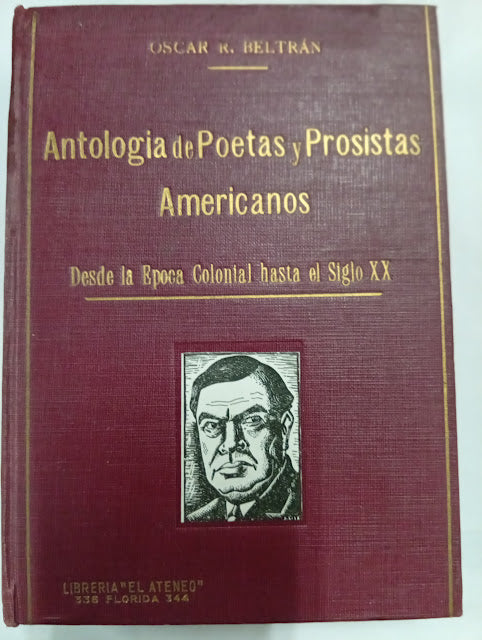 OSCAR R. BELTRÁN
Antologia de Poetas y Prosistas
Americanos
Desde la Epoca Colonial hasta el Siglo XX
LIBRERIA "EL ATENEO"
336 FLORIDA 344